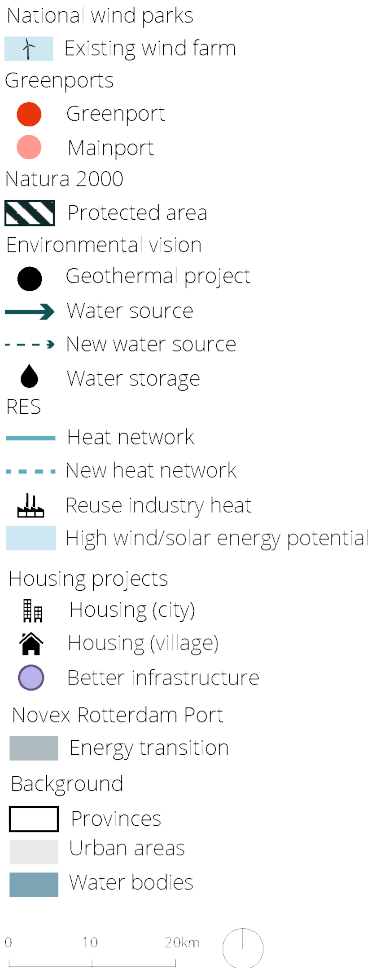 National wind parks
Existing wind farm
Greenports
Greenport
Mainport
Natura 2000
Protected area
Environmental vision
Geothermal project
Water source
New water source
Water storage
RES
Heat network
New heat network
Reuse industry heat
High wind/solar energy potential
Housing projects
Housing (city)
Housing (village)
Better infrastructure
Novex Rotterdam Port
Energy transition
Background
Provinces
Urban areas
Water bodies
0 10 20km